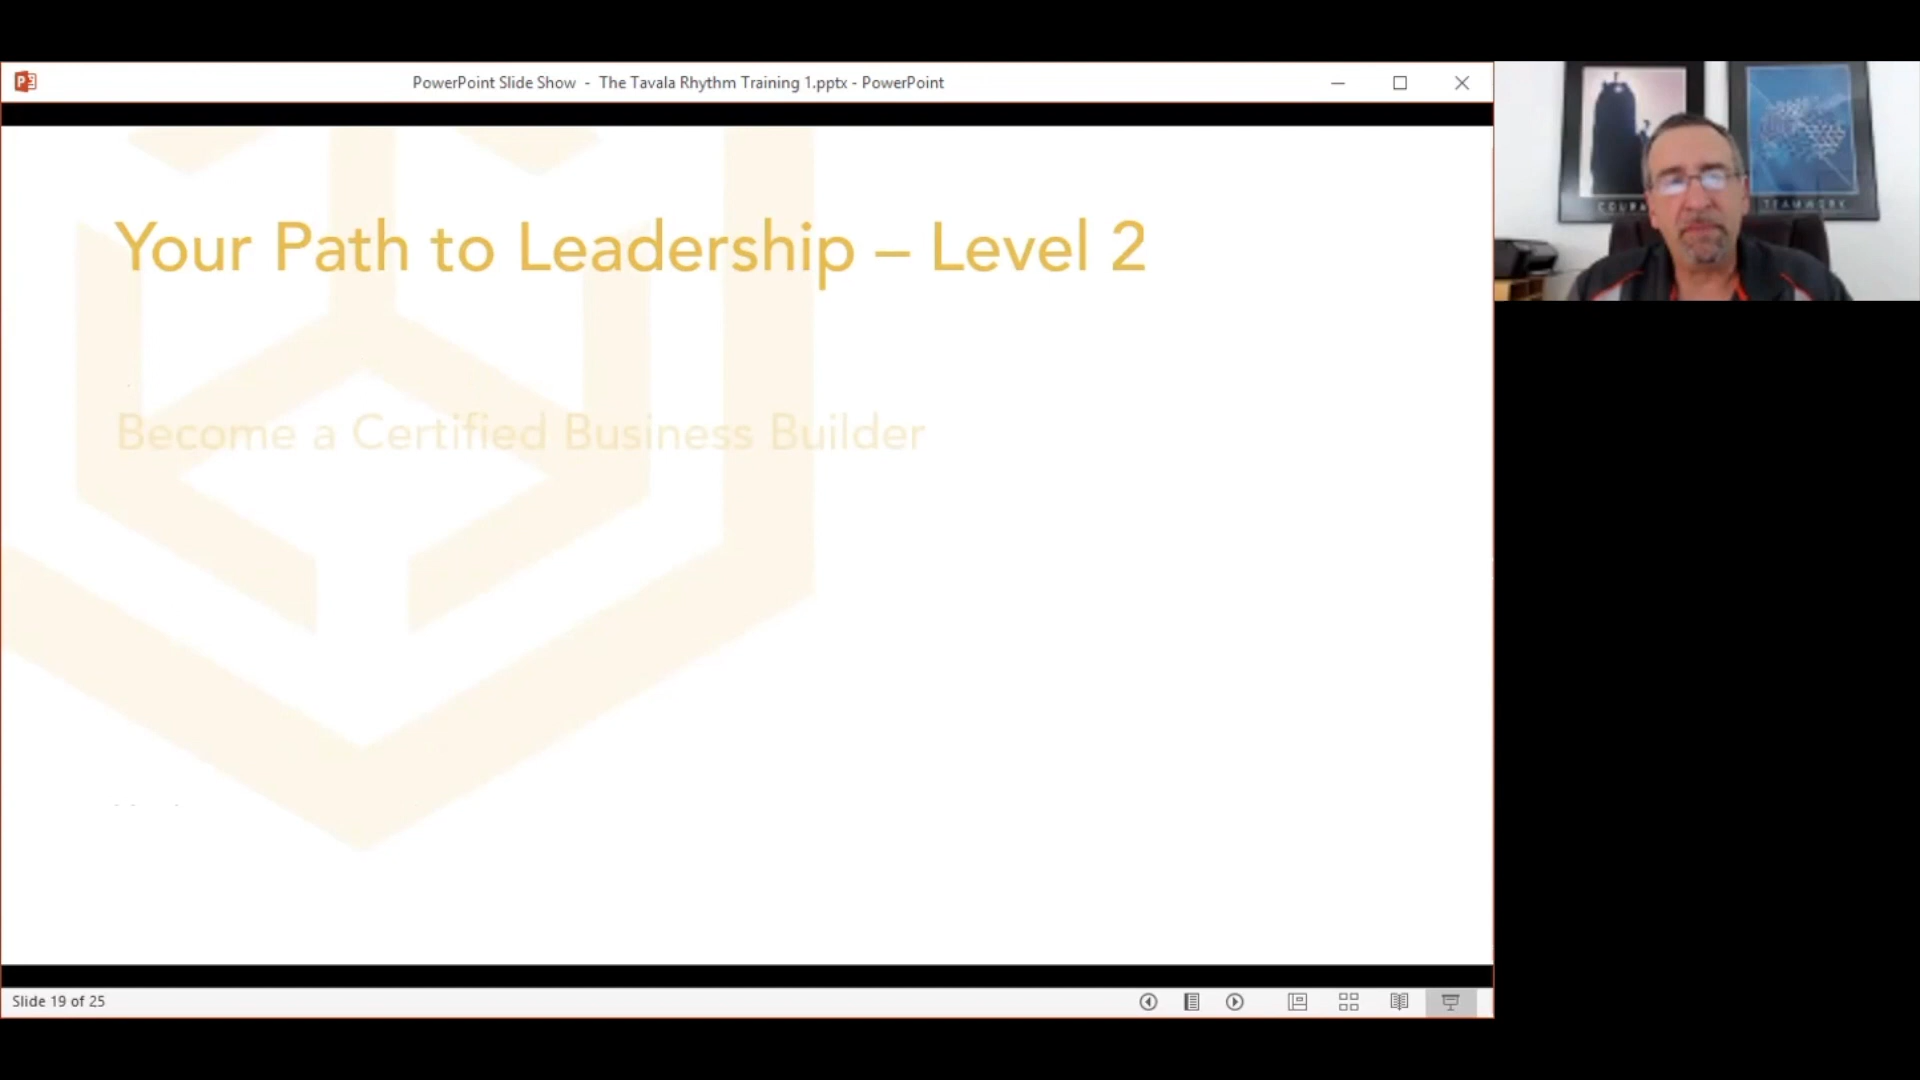 PowerPoint Slide Show - The Tavala Rhythm Training 1.pptx - PowerPoint
Your Path to Leadership – Level 2
Become a Certified Business Builder
TEAMWORK
Slide 19 of 25